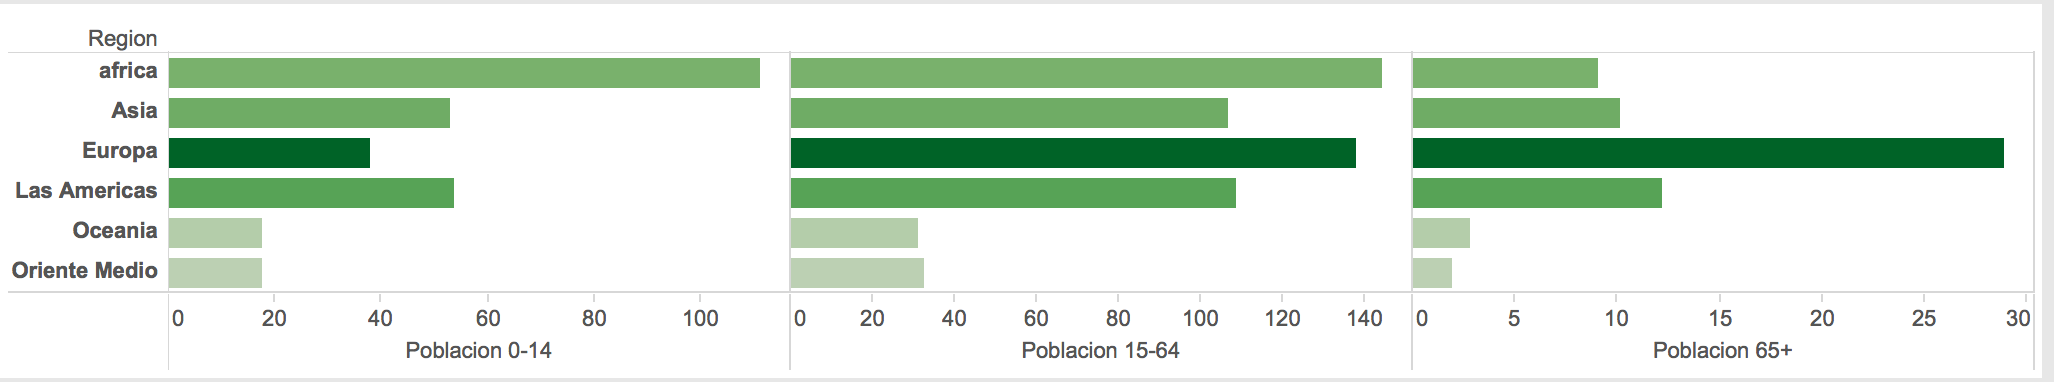 Region
africa
Asia
Europa
Las Americas
Oceania
Oriente Medio
0 20 40 60 80 100
0 20 40 60 80 100 120 140
0 5 10 15 20 25 30
Poblacion 0-14
Poblacion 15-64
Poblacion 65+